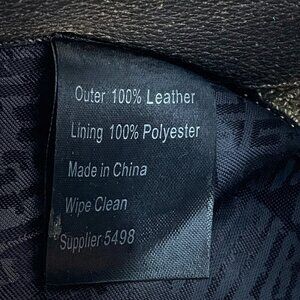 Outer 100% Leather
Lining 100% Polyester
Made in China
Wipe Clean
Supplier 5498